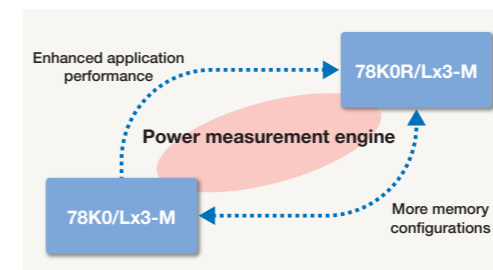 Enhanced application
performance
78K0R/Lx3-M
Power measurement engine
78K0/Lx3-M
More memory
configurations